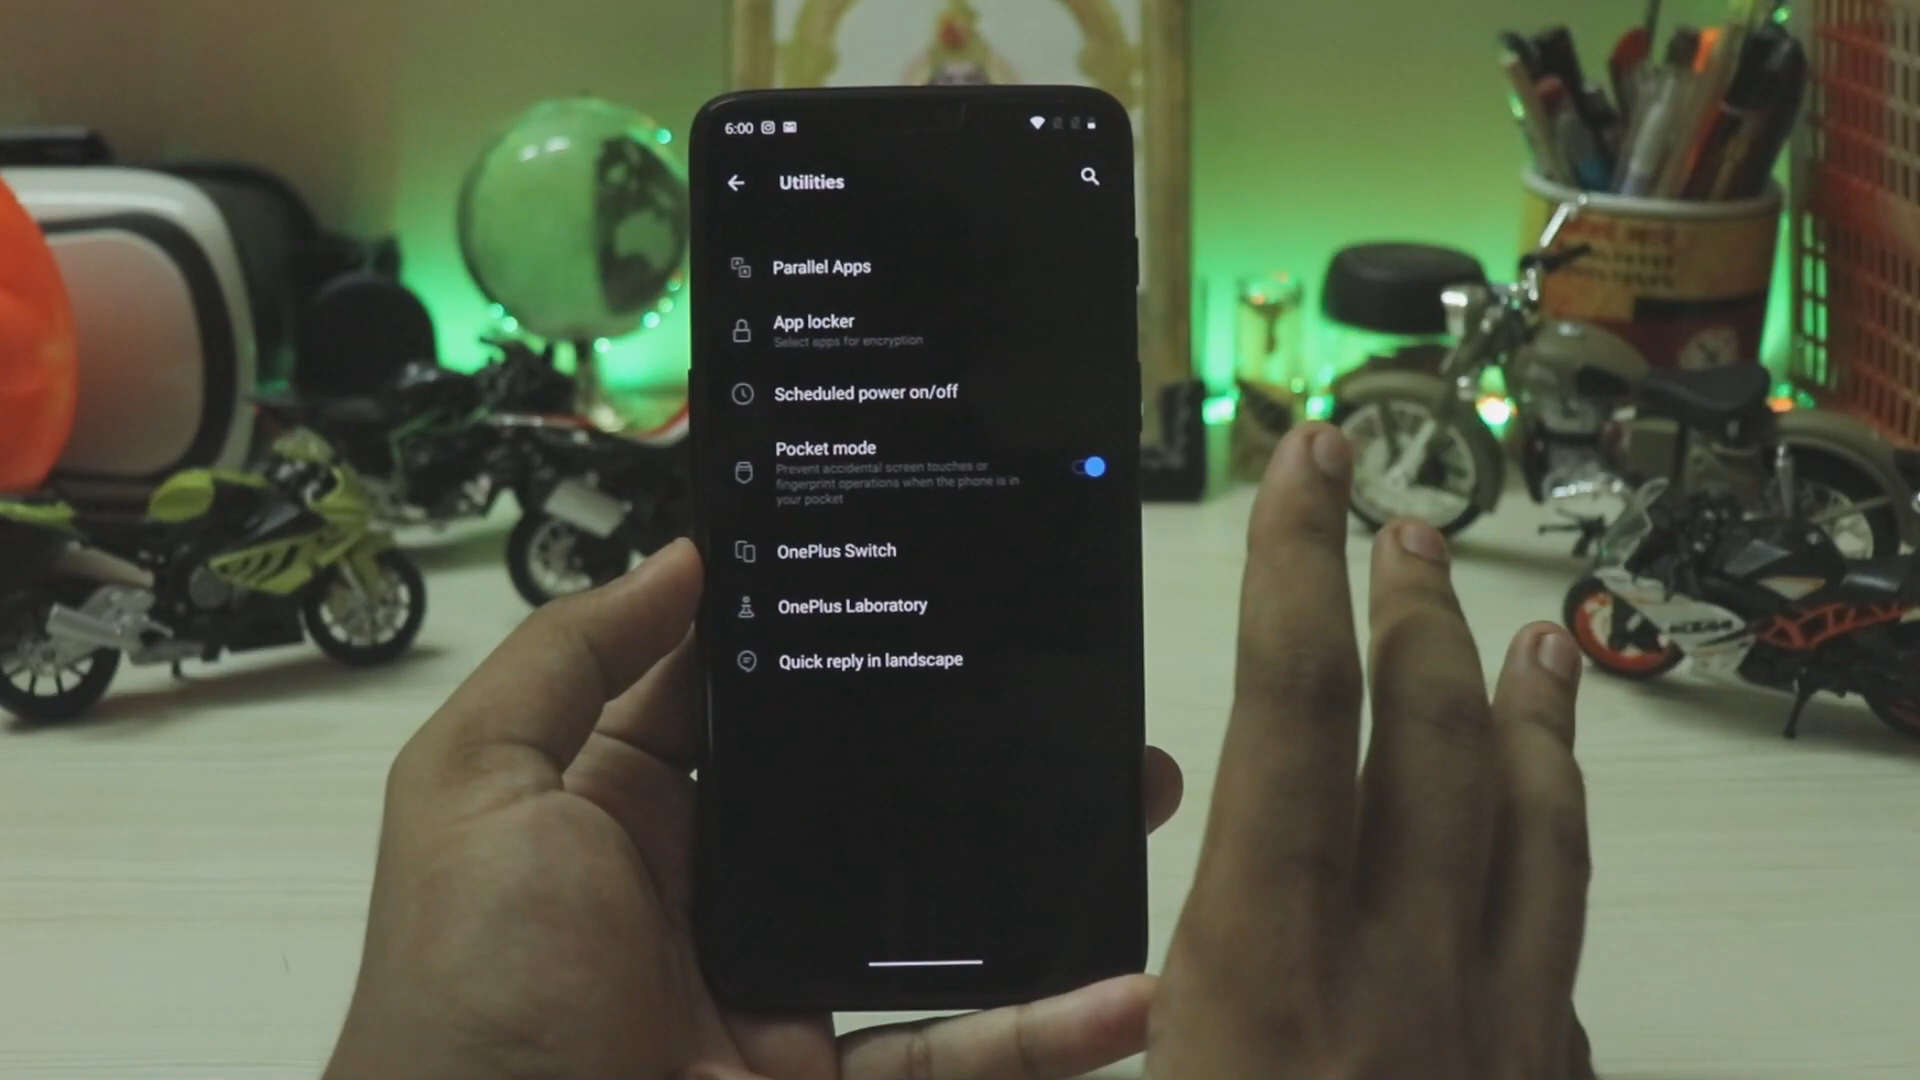 6:00
Utilities
Parallel Apps
App locker
Select apps for encryption
Scheduled power on/off
Pocket mode
Prevent accidental screen touches or
fingerprint operations when the phone is in
your pocket
OnePlus Switch
OnePlus Laboratory
Quick reply in landscape